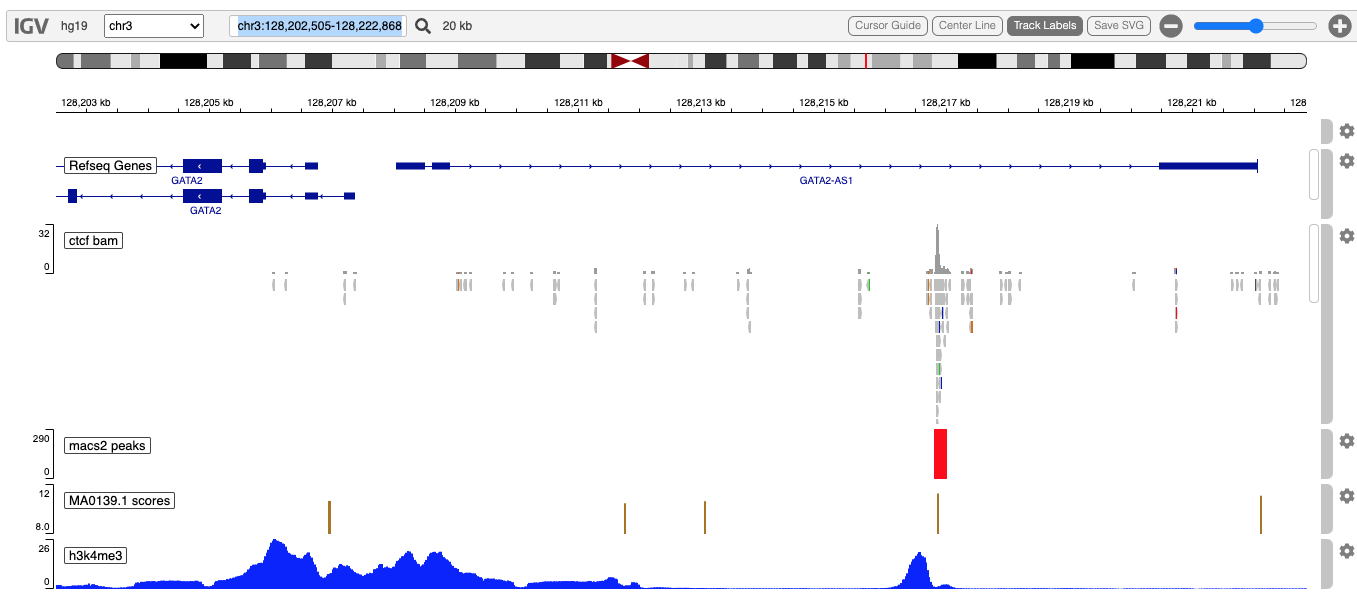 IGV hg19 chr3 chr3:128,202,505-128,222,868 20 kb Cursor Guide Center Line Track Labels Save SVG
128,203 kb 128,205 kb 128,207 kb 128,209 kb 128,211 kb 128,213 kb 128,215 kb 128,217 kb 128,219 kb 128,221 kb 128
Refseq Genes
GATA2 GATA2-AS1
GATA2
32
ctcf bam
0
290
macs2 peaks
0
12
MA0139.1 scores
8.0
26
h3k4me3
0